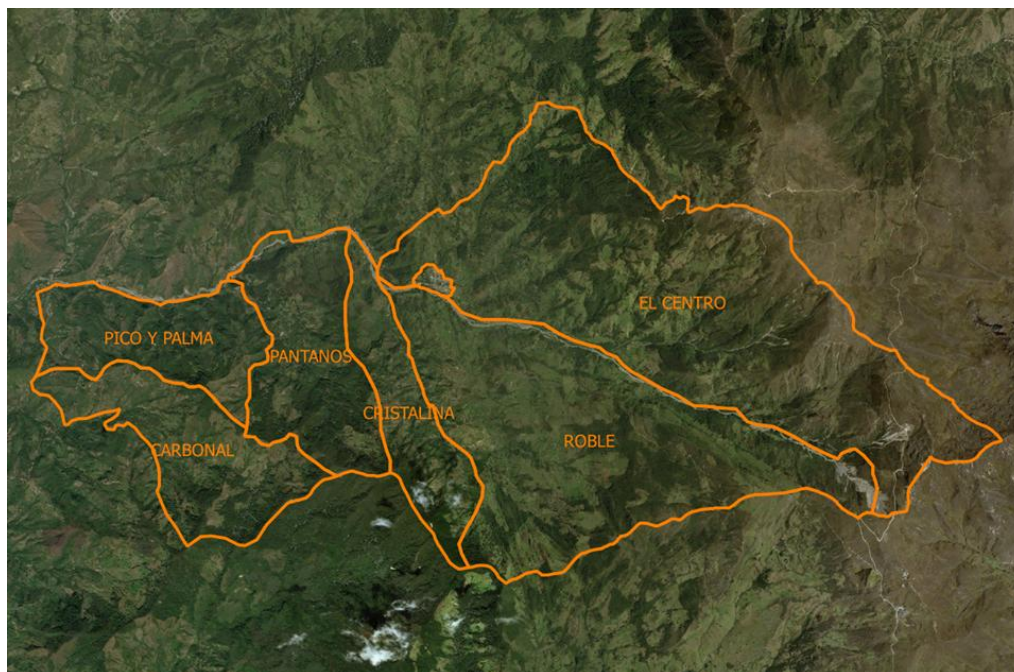 EL CENTRO
PICO Y PALMA
PANTANOS
CRISTALINA
ROBLE
CARBONAL